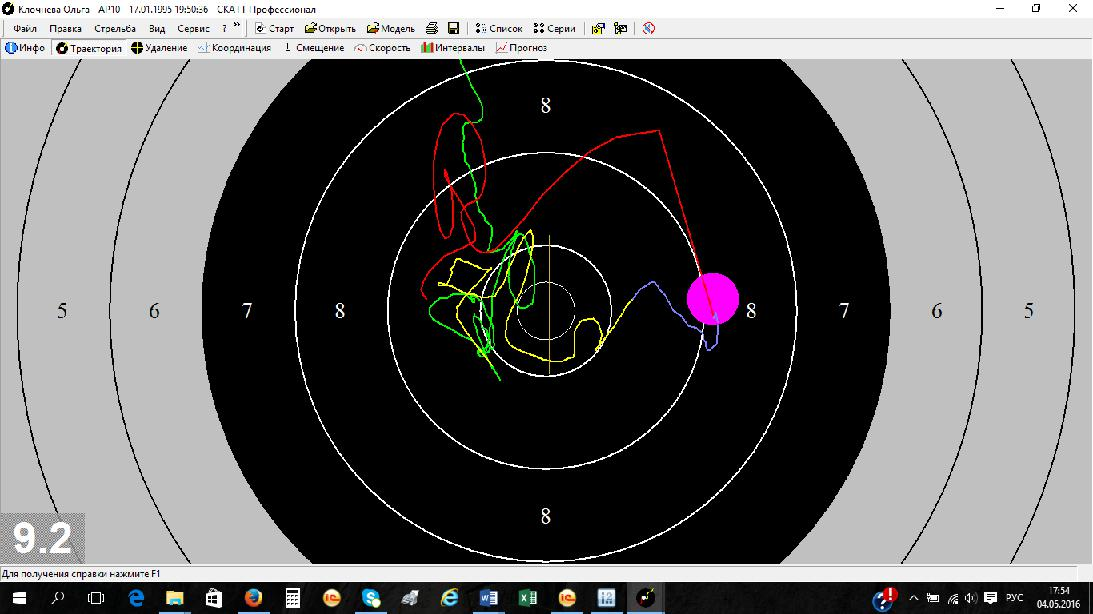 Клочнева Ольга - AP10 - 17.01.1995 19:50:36 - СКАТТ Профессионал
Файл Правка Стрельба Вид Сервис ? » Старт Открыть Модель Список Серии
Инфо Траектория Удаление Координация Смещение Скорость Интервалы Прогноз
8
5 6 7 8 8 7 6 5
8
9.2
Для получения справки нажмите F1
РУС 17:54
04.05.2016